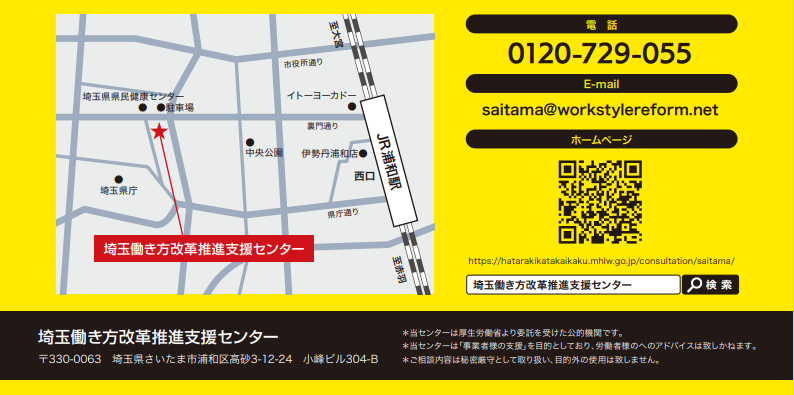 至大宮
市役所通り
埼玉県県民健康センター
駐車場
イトーヨーカドー
裏門通り
中央公園
伊勢丹浦和店
JR浦和駅
西口
埼玉県庁
県庁通り
埼玉働き方改革推進支援センター
至赤羽
電 話
0120-729-055
E-mail
saitama@workstylereform.net
ホームページ
https://hatarakikatakaikaku.mhlw.go.jp/consultation/saitama/
埼玉働き方改革推進支援センター 検 索
埼玉働き方改革推進支援センター
〒330-0063 埼玉県さいたま市浦和区高砂3-12-24 小峰ビル304-B
＊当センターは厚生労働省より委託を受けた公的機関です。
＊当センターは「事業者様の支援」を目的としており、労働者様のへのアドバイスは致しかねます。
＊ご相談内容は秘密厳守として取り扱い、目的外の使用は致しません。